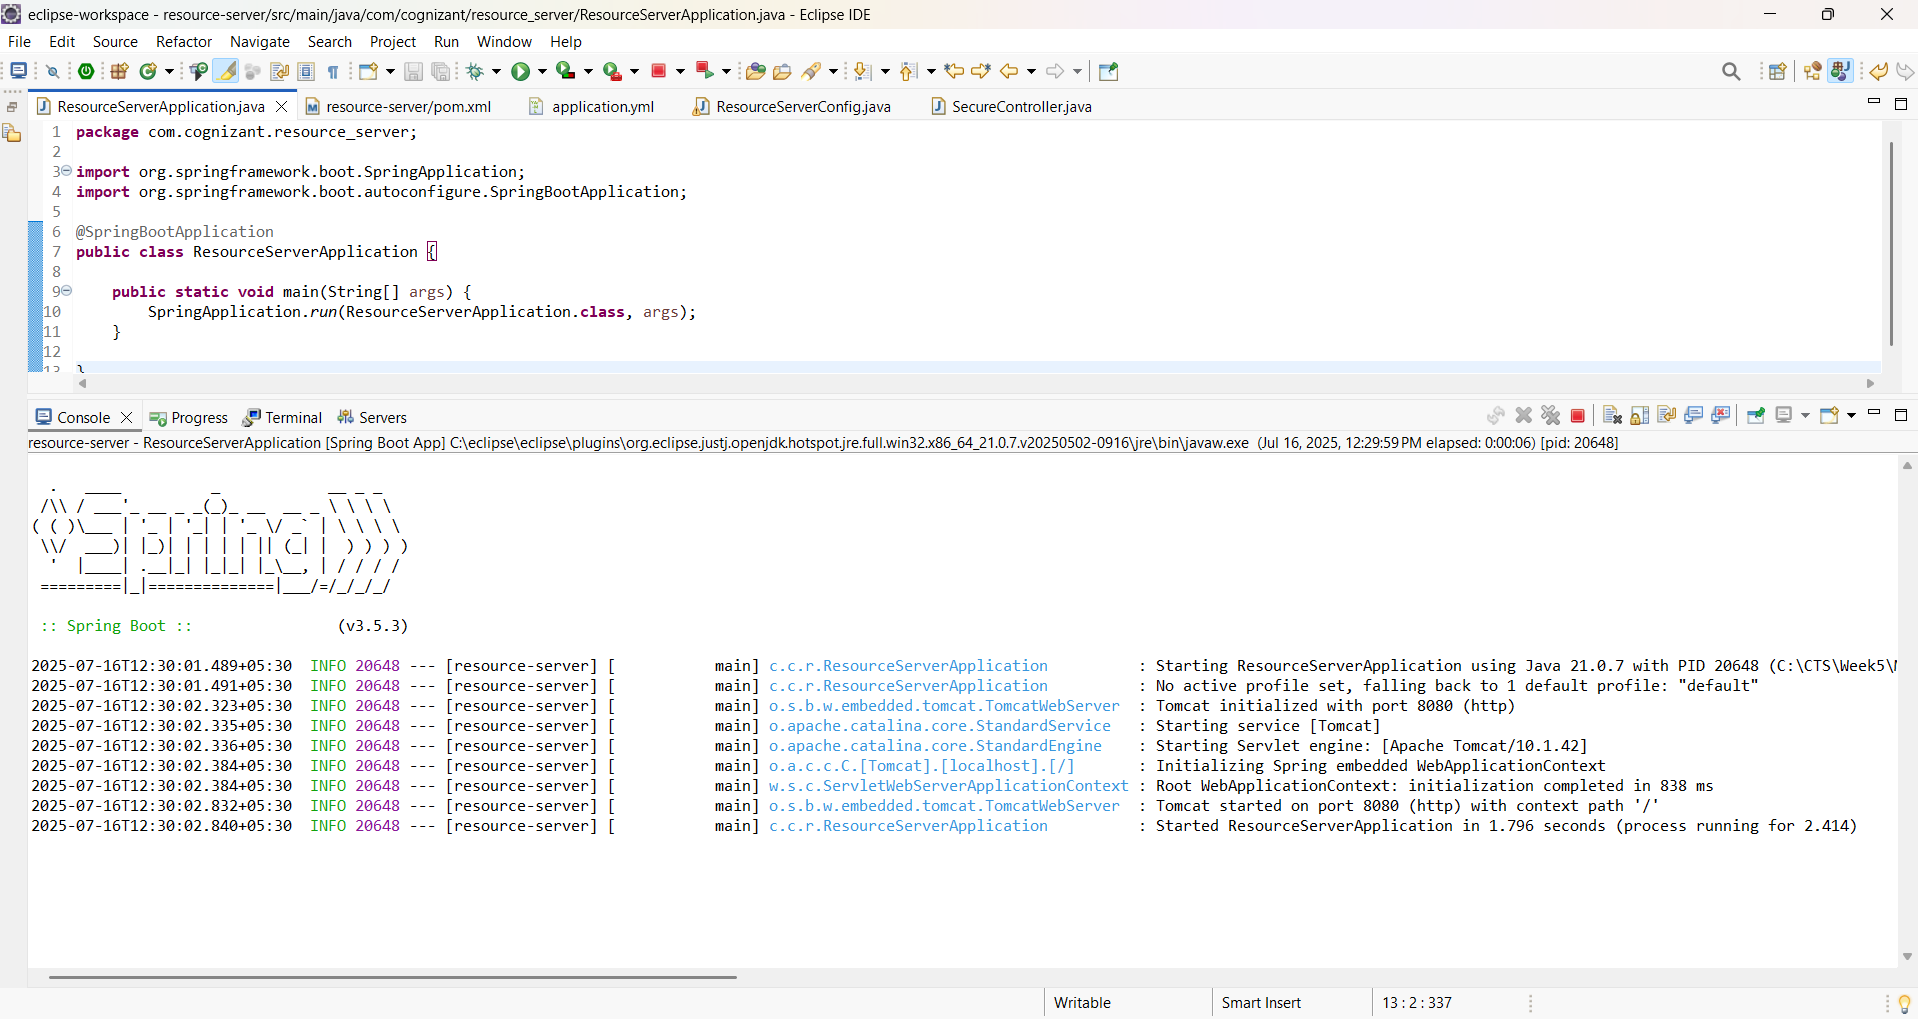 eclipse-workspace - resource-server/src/main/java/com/cognizant/resource_server/ResourceServerApplication.java - Eclipse IDE
File Edit Source Refactor Navigate Search Project Run Window Help
ResourceServerApplication.java resource-server/pom.xml application.yml ResourceServerConfig.java SecureController.java
1 package com.cognizant.resource_server;
2
3 import org.springframework.boot.SpringApplication;
4 import org.springframework.boot.autoconfigure.SpringBootApplication;
5
6 @SpringBootApplication
7 public class ResourceServerApplication {
8
9 public static void main(String[] args) {
10 SpringApplication.run(ResourceServerApplication.class, args);
11 }
12
13 }
Console Progress Terminal Servers
resource-server - ResourceServerApplication [Spring Boot App] C:\eclipse\eclipse\plugins\org.eclipse.justj.openjdk.hotspot.jre.full.win32.x86_64_21.0.7.v20250502-0916\jre\bin\javaw.exe (Jul 16, 2025, 12:29:59 PM elapsed: 0:00:06) [pid: 20648]
  .   ____          _            __ _ _
 /\\ / ___'_ __ _ _(_)_ __  __ _ \ \ \ \
( ( )\___ | '_ | '_| | '_ \/ _` | \ \ \ \
 \\/  ___)| |_)| | | | | || (_| |  ) ) ) )
  '  |____| .__|_| |_|_| |_\__, | / / / /
 =========|_|==============|___/=/_/_/_/
:: Spring Boot :: (v3.5.3)
2025-07-16T12:30:01.489+05:30 INFO 20648 --- [resource-server] [ main] c.c.r.ResourceServerApplication : Starting ResourceServerApplication using Java 21.0.7 with PID 20648 (C:\CTS\Week5\
2025-07-16T12:30:01.491+05:30 INFO 20648 --- [resource-server] [ main] c.c.r.ResourceServerApplication : No active profile set, falling back to 1 default profile: "default"
2025-07-16T12:30:02.323+05:30 INFO 20648 --- [resource-server] [ main] o.s.b.w.embedded.tomcat.TomcatWebServer : Tomcat initialized with port 8080 (http)
2025-07-16T12:30:02.335+05:30 INFO 20648 --- [resource-server] [ main] o.apache.catalina.core.StandardService : Starting service [Tomcat]
2025-07-16T12:30:02.336+05:30 INFO 20648 --- [resource-server] [ main] o.apache.catalina.core.StandardEngine : Starting Servlet engine: [Apache Tomcat/10.1.42]
2025-07-16T12:30:02.384+05:30 INFO 20648 --- [resource-server] [ main] o.a.c.c.C.[Tomcat].[localhost].[/] : Initializing Spring embedded WebApplicationContext
2025-07-16T12:30:02.384+05:30 INFO 20648 --- [resource-server] [ main] w.s.c.ServletWebServerApplicationContext : Root WebApplicationContext: initialization completed in 838 ms
2025-07-16T12:30:02.832+05:30 INFO 20648 --- [resource-server] [ main] o.s.b.w.embedded.tomcat.TomcatWebServer : Tomcat started on port 8080 (http) with context path '/'
2025-07-16T12:30:02.840+05:30 INFO 20648 --- [resource-server] [ main] c.c.r.ResourceServerApplication : Started ResourceServerApplication in 1.796 seconds (process running for 2.414)
Writable Smart Insert 13 : 2 : 337